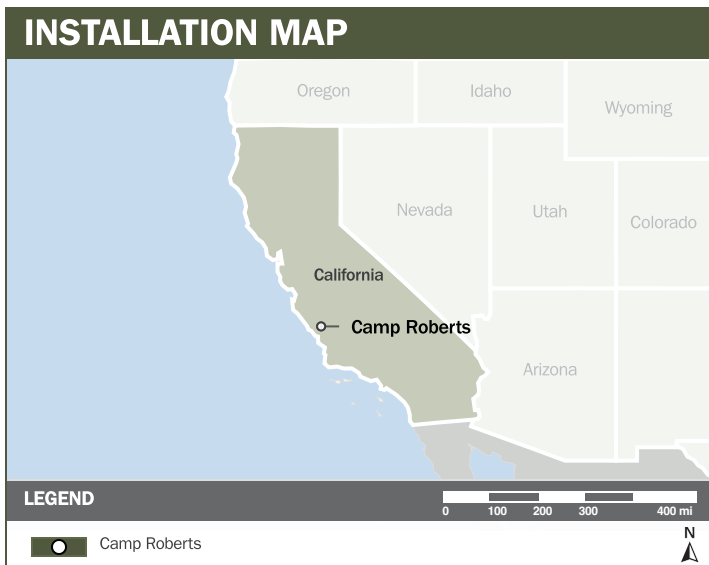 INSTALLATION MAP
Oregon
Idaho
Wyoming
Nevada
Utah
Colorado
California
Camp Roberts
Arizona
LEGEND
0 100 200 300 400 mi
Camp Roberts
N